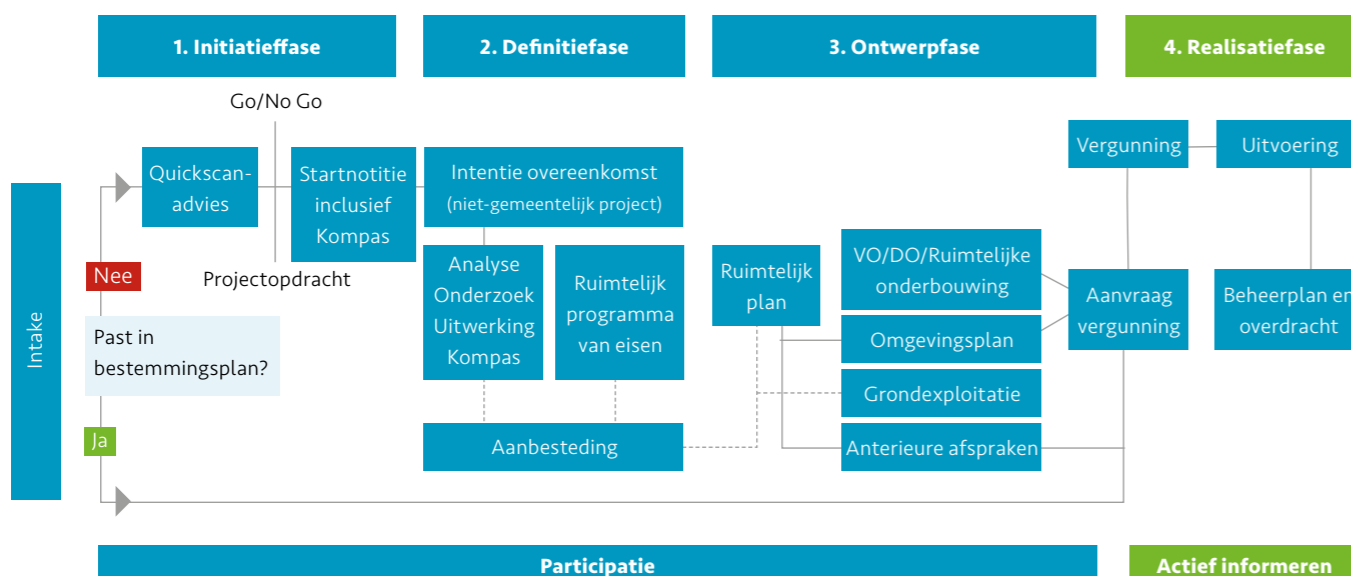 1. Initiatieffase
2. Definitiefase
3. Ontwerpfase
4. Realisatiefase
Go/No Go
Quickscan-
advies
Startnotitie
inclusief
Kompas
Projectopdracht
Intake
Nee
Past in
bestemmingsplan?
Ja
Intentie overeenkomst
(niet-gemeentelijk project)
Analyse
Onderzoek
Uitwerking
Kompas
Ruimtelijk
programma
van eisen
Aanbesteding
Ruimtelijk
plan
VO/DO/Ruimtelijke
onderbouwing
Omgevingsplan
Grondexploitatie
Anterieure afspraken
Vergunning
Uitvoering
Aanvraag
vergunning
Beheerplan en
overdracht
Participatie
Actief informeren